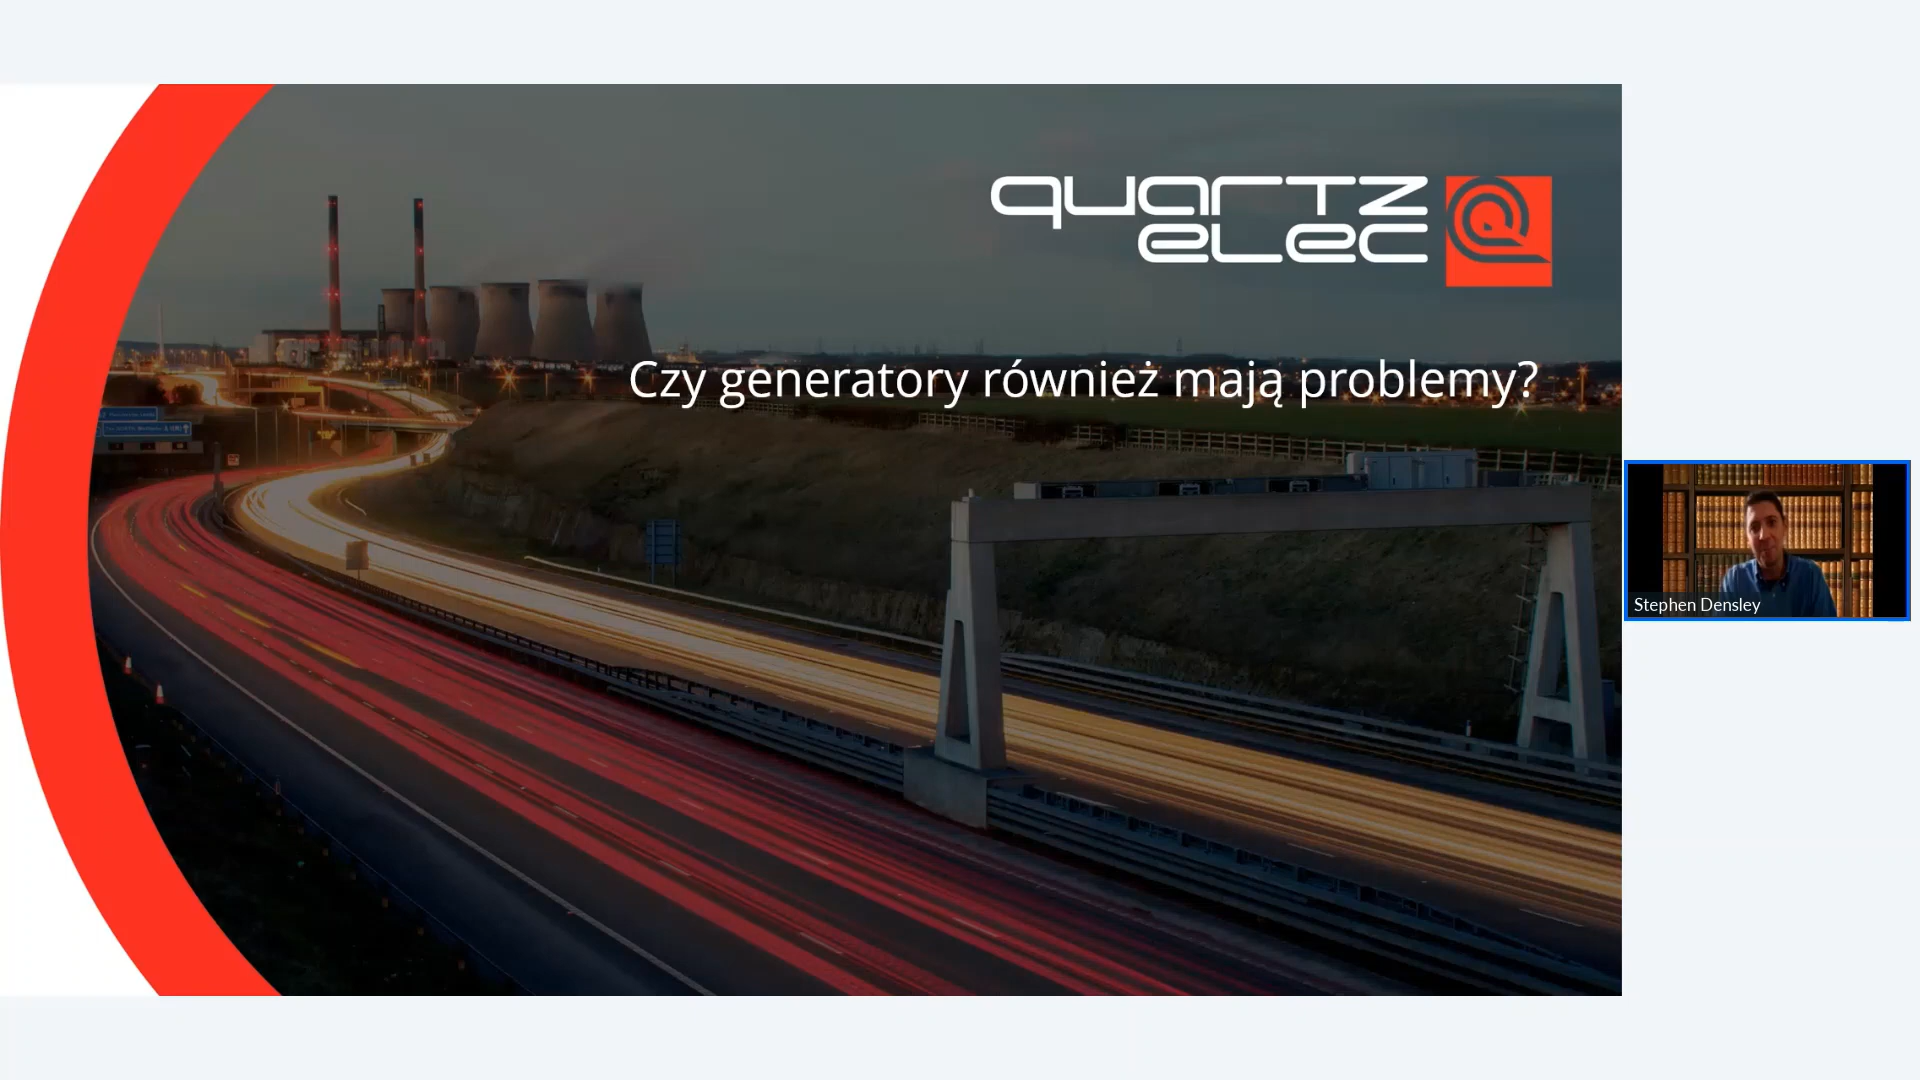 quartz
elec
Czy generatory również mają problemy?
Stephen Densley